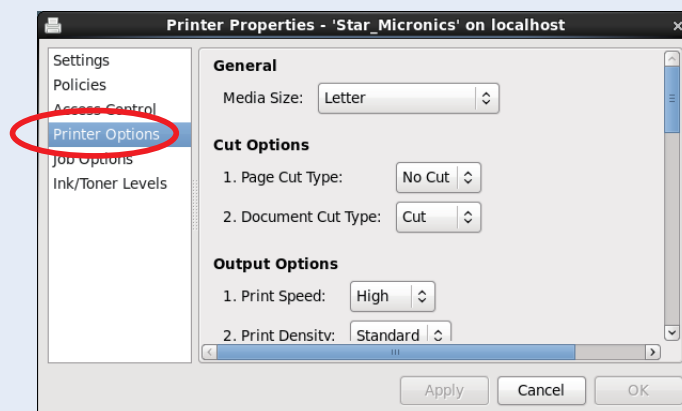 Printer Properties - 'Star_Micronics' on localhost
Settings
Policies
Access Control
Printer Options
Job Options
Ink/Toner Levels
General
Media Size: Letter
Cut Options
1. Page Cut Type: No Cut
2. Document Cut Type: Cut
Output Options
1. Print Speed: High
2. Print Density: Standard
Apply Cancel OK